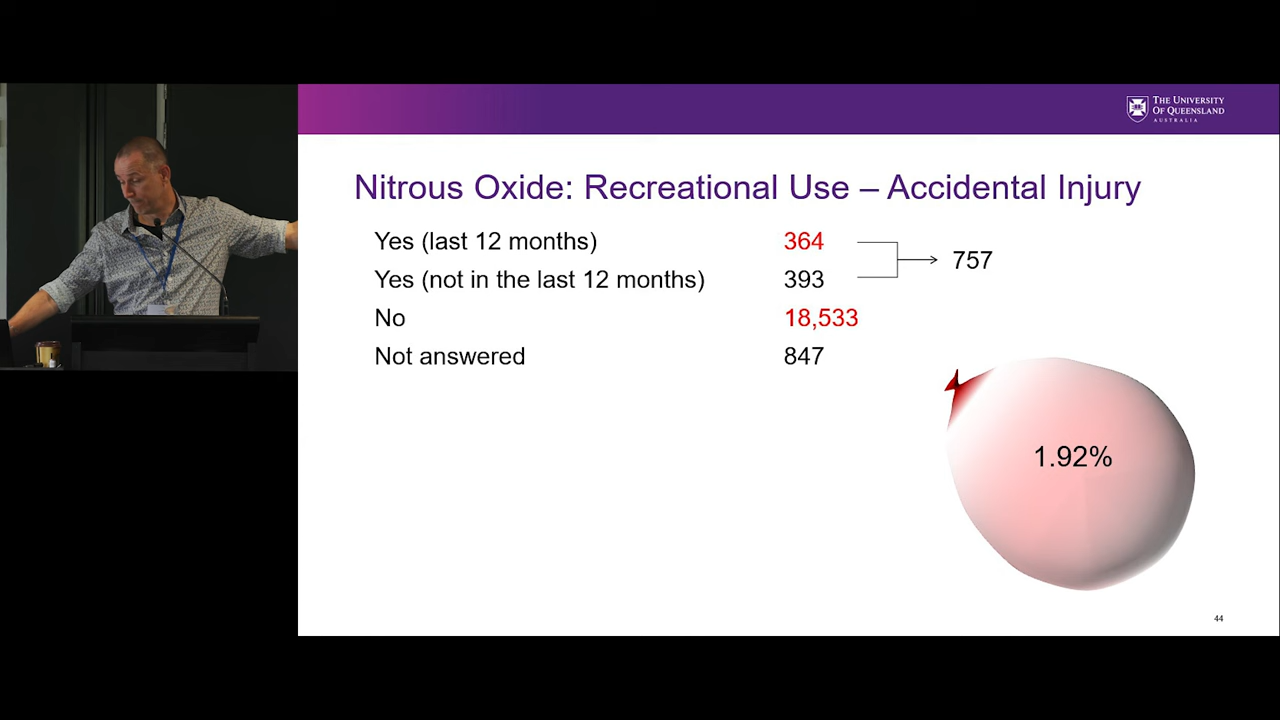 THE UNIVERSITY
OF QUEENSLAND
AUSTRALIA
Nitrous Oxide: Recreational Use – Accidental Injury
Yes (last 12 months) 364
757
Yes (not in the last 12 months) 393
No 18,533
Not answered 847
1.92%
44